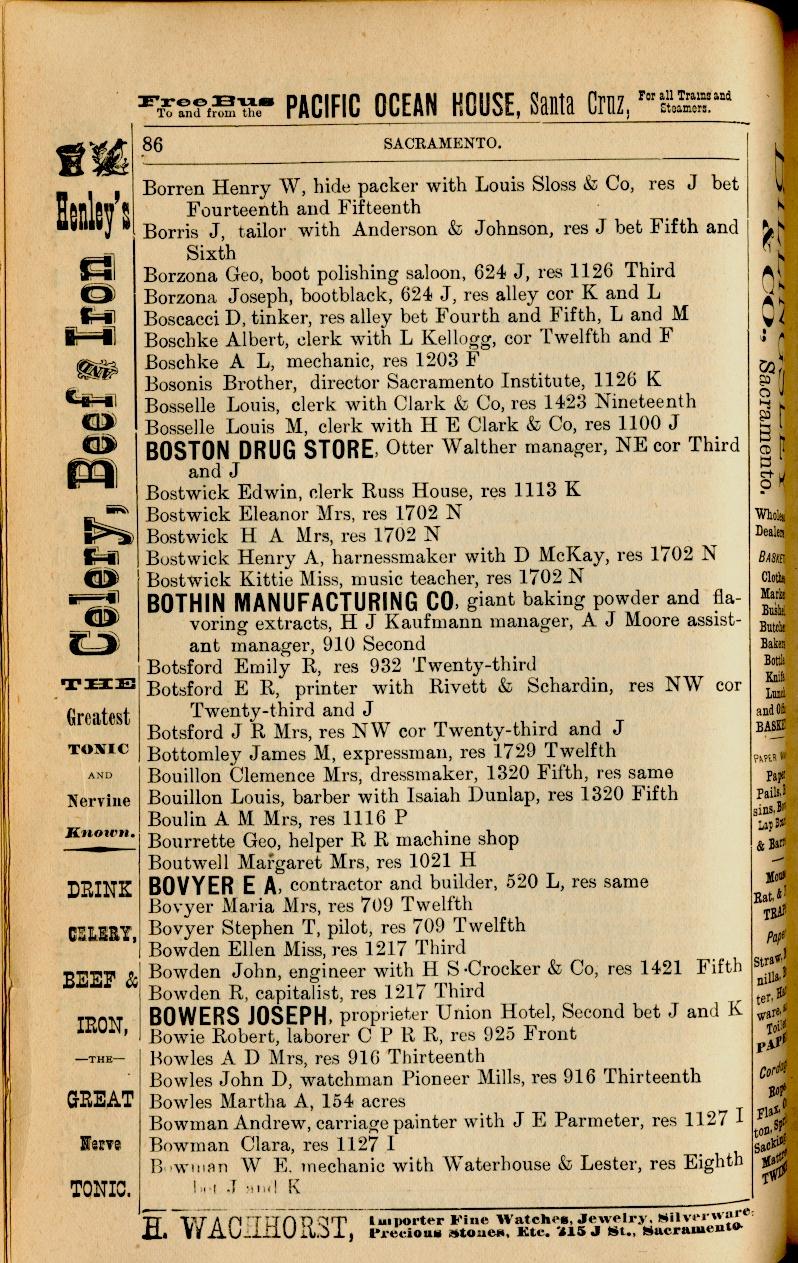 Free Bus
To and from the
PACIFIC OCEAN HOUSE, Santa Cruz,
For all Trains and
Steamers.
86
SACRAMENTO.
Borren Henry W, hide packer with Louis Sloss & Co, res J bet
Fourteenth and Fifteenth
Borris J, tailor with Anderson & Johnson, res J bet Fifth and
Sixth
Borzona Geo, boot polishing saloon, 624 J, res 1126 Third
Borzona Joseph, bootblack, 624 J, res alley cor K and L
Boscacci D, tinker, res alley bet Fourth and Fifth, L and M
Boschke Albert, clerk with L Kellogg, cor Twelfth and F
Boschke A L, mechanic, res 1203 F
Bosonis Brother, director Sacramento Institute, 1126 K
Bosselle Louis, clerk with Clark & Co, res 1423 Nineteenth
Bosselle Louis M, clerk with H E Clark & Co, res 1100 J
BOSTON DRUG STORE, Otter Walther manager, NE cor Third
and J
Bostwick Edwin, clerk Russ House, res 1113 K
Bostwick Eleanor Mrs, res 1702 N
Bostwick H A Mrs, res 1702 N
Bostwick Henry A, harnessmaker with D McKay, res 1702 N
Bostwick Kittie Miss, music teacher, res 1702 N
BOTHIN MANUFACTURING CO, giant baking powder and fla-
voring extracts, H J Kaufmann manager, A J Moore assist-
ant manager, 910 Second
Botsford Emily R, res 932 Twenty-third
Botsford E R, printer with Rivett & Schardin, res NW cor
Twenty-third and J
Botsford J R Mrs, res NW cor Twenty-third and J
Bottomley James M, expressman, res 1729 Twelfth
Bouillon Clemence Mrs, dressmaker, 1320 Fifth, res same
Bouillon Louis, barber with Isaiah Dunlap, res 1320 Fifth
Boulin A M Mrs, res 1116 P
Bourrette Geo, helper R R machine shop
Boutwell Margaret Mrs, res 1021 H
BOVYER E A, contractor and builder, 520 L, res same
Bovyer Maria Mrs, res 709 Twelfth
Bovyer Stephen T, pilot, res 709 Twelfth
Bowden Ellen Miss, res 1217 Third
Bowden John, engineer with H S Crocker & Co, res 1421 Fifth
Bowden R, capitalist, res 1217 Third
BOWERS JOSEPH, proprieter Union Hotel, Second bet J and K
Bowie Robert, laborer C P R R, res 925 Front
Bowles A D Mrs, res 916 Thirteenth
Bowles John D, watchman Pioneer Mills, res 916 Thirteenth
Bowles Martha A, 154 acres
Bowman Andrew, carriage painter with J E Parmeter, res 1127 I
Bowman Clara, res 1127 I
Bowman W E, mechanic with Waterhouse & Lester, res Eighth
bet J and K
H. WACHHORST,
Importer Fine Watches, Jewelry, Silverware,
Precious Stones, Etc. 315 J St., Sacramento.
Henley's
Celery, Beef and Iron
THE
Greatest
TONIC
AND
Nervine
Known.
DRINK
CELERY,
BEEF &
IRON,
—THE—
GREAT
Nerve
TONIC.
& CO., Sacramento.
Dealers
Pape
Straw,
PAPE
Rope
Flax,